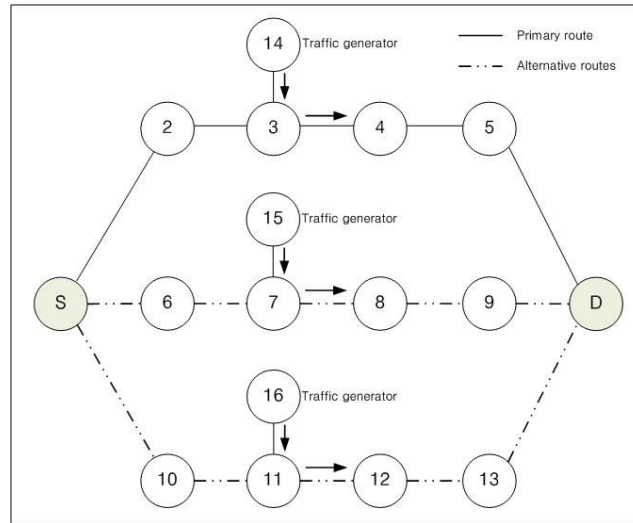 14 Traffic generator
Primary route
Alternative routes
2 3 4 5
15 Traffic generator
S 6 7 8 9 D
16 Traffic generator
10 11 12 13